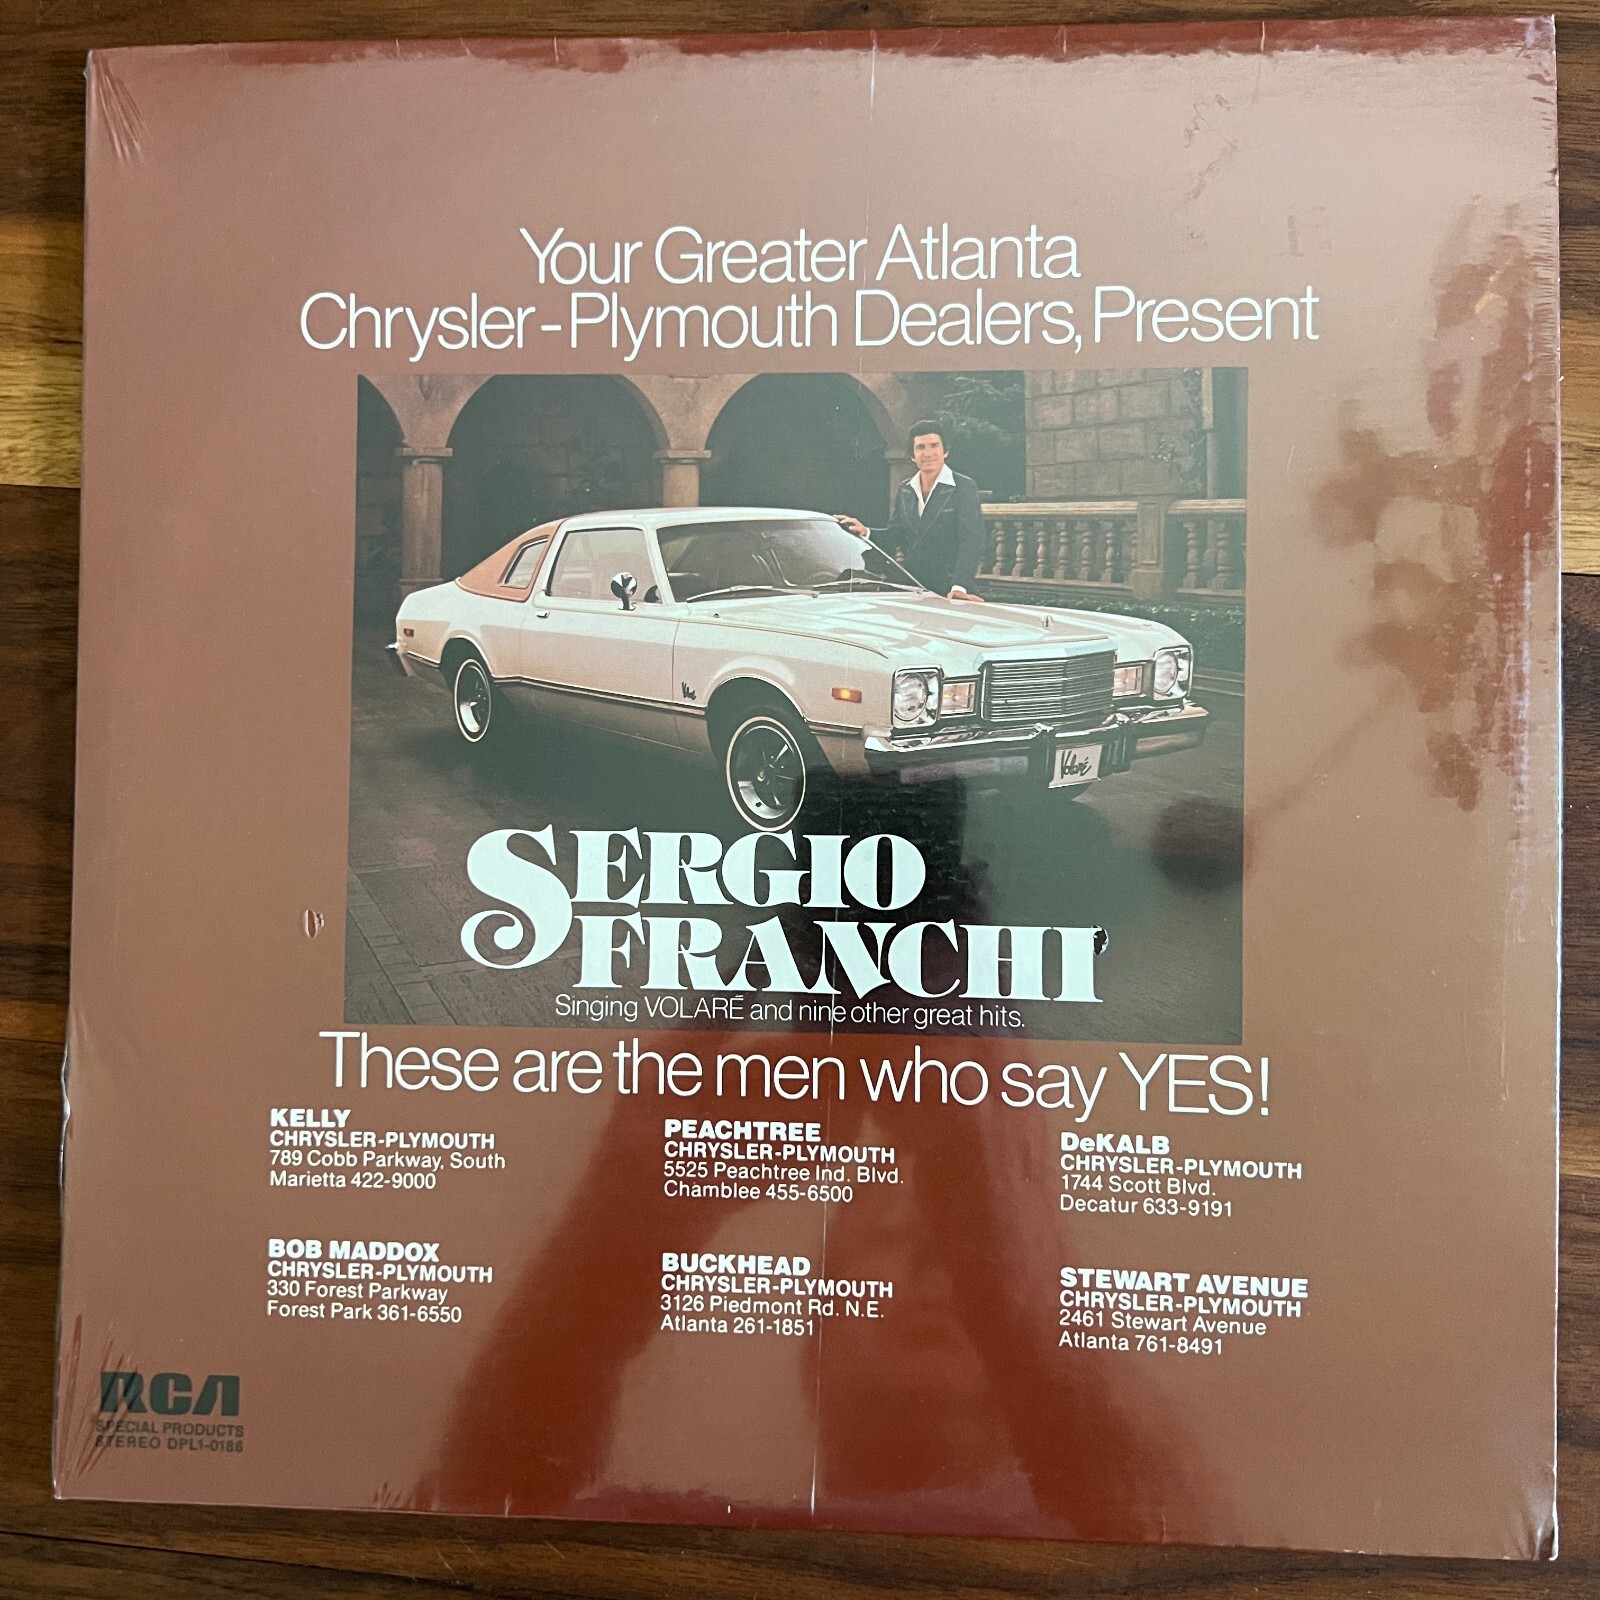 Your Greater Atlanta
Chrysler-Plymouth Dealers, Present
Volaré
Volaré
SERGIO
FRANCHI
Singing VOLARÉ and nine other great hits.
These are the men who say YES!
KELLY
CHRYSLER-PLYMOUTH
789 Cobb Parkway, South
Marietta 422-9000
PEACHTREE
CHRYSLER-PLYMOUTH
5525 Peachtree Ind. Blvd.
Chamblee 455-6500
DeKALB
CHRYSLER-PLYMOUTH
1744 Scott Blvd.
Decatur 633-9191
BOB MADDOX
CHRYSLER-PLYMOUTH
330 Forest Parkway
Forest Park 361-6550
BUCKHEAD
CHRYSLER-PLYMOUTH
3126 Piedmont Rd. N.E.
Atlanta 261-1851
STEWART AVENUE
CHRYSLER-PLYMOUTH
2461 Stewart Avenue
Atlanta 761-8491
RCA
SPECIAL PRODUCTS
STEREO DPL1-0186